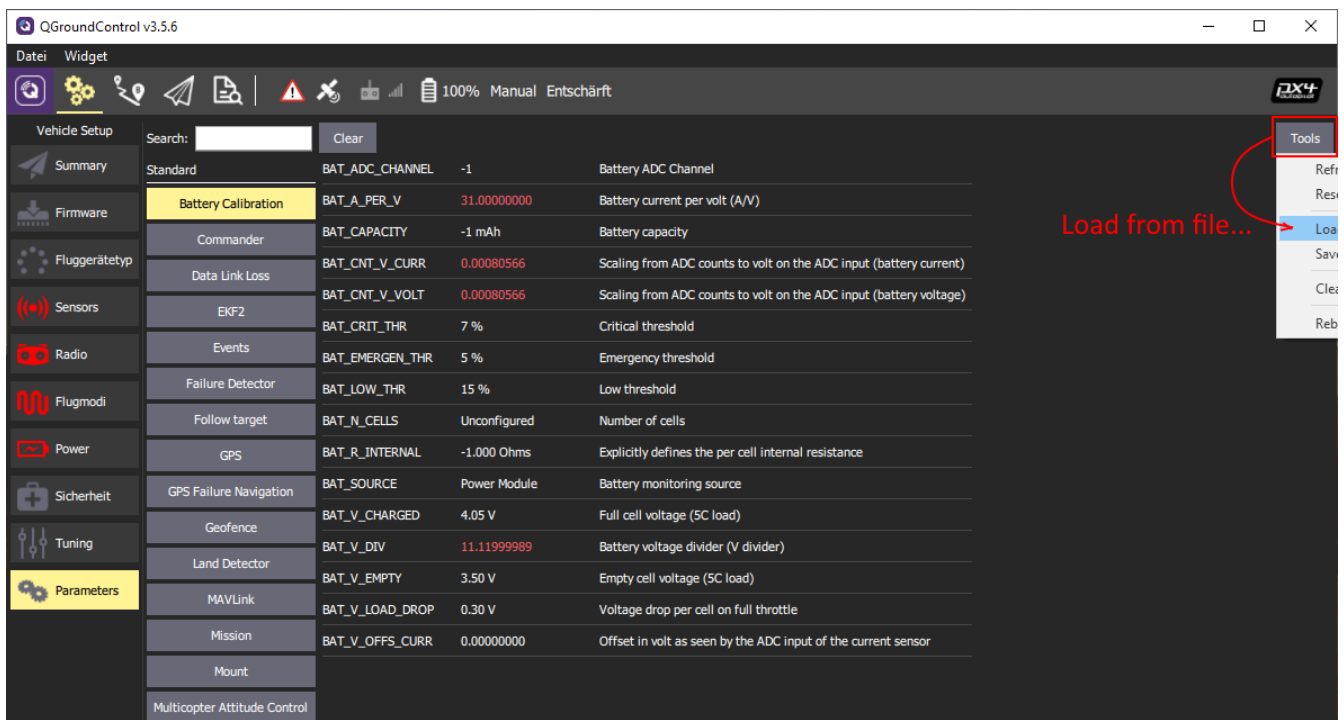 QGroundControl v3.5.6
Datei Widget
100% Manual Entschärft
px4
autopilot
Vehicle Setup
Search:
Clear
Tools
Summary
Firmware
Fluggerätetyp
Sensors
Radio
Flugmodi
Power
Sicherheit
Tuning
Parameters
Standard
Battery Calibration
Commander
Data Link Loss
EKF2
Events
Failure Detector
Follow target
GPS
GPS Failure Navigation
Geofence
Land Detector
MAVLink
Mission
Mount
Multicopter Attitude Control
BAT_ADC_CHANNEL -1 Battery ADC Channel
BAT_A_PER_V 31.00000000 Battery current per volt (A/V)
BAT_CAPACITY -1 mAh Battery capacity
BAT_CNT_V_CURR 0.00080566 Scaling from ADC counts to volt on the ADC input (battery current)
BAT_CNT_V_VOLT 0.00080566 Scaling from ADC counts to volt on the ADC input (battery voltage)
BAT_CRIT_THR 7 % Critical threshold
BAT_EMERGEN_THR 5 % Emergency threshold
BAT_LOW_THR 15 % Low threshold
BAT_N_CELLS Unconfigured Number of cells
BAT_R_INTERNAL -1.000 Ohms Explicitly defines the per cell internal resistance
BAT_SOURCE Power Module Battery monitoring source
BAT_V_CHARGED 4.05 V Full cell voltage (5C load)
BAT_V_DIV 11.11999989 Battery voltage divider (V divider)
BAT_V_EMPTY 3.50 V Empty cell voltage (5C load)
BAT_V_LOAD_DROP 0.30 V Voltage drop per cell on full throttle
BAT_V_OFFS_CURR 0.00000000 Offset in volt as seen by the ADC input of the current sensor
Load from file...
Refr
Rese
Loa
Save
Clea
Reb